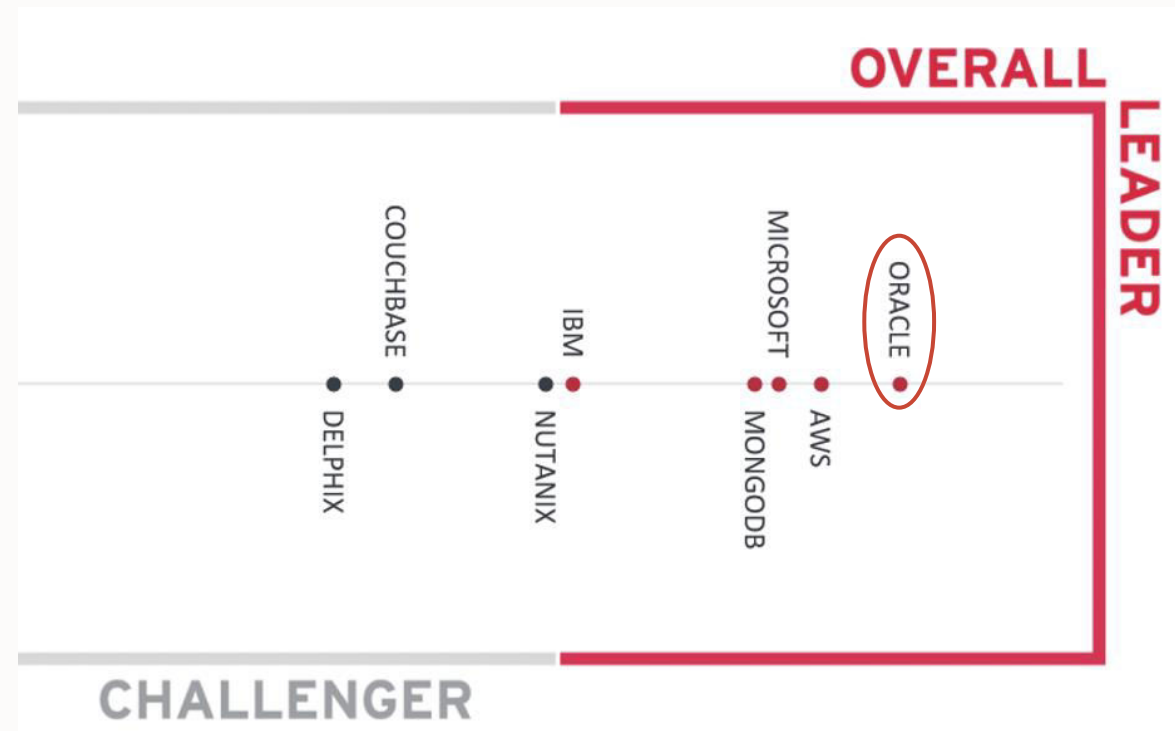 OVERALL
LEADER
COUCHBASE
IBM
MICROSOFT
ORACLE
DELPHIX
NUTANIX
MONGODB
AWS
CHALLENGER